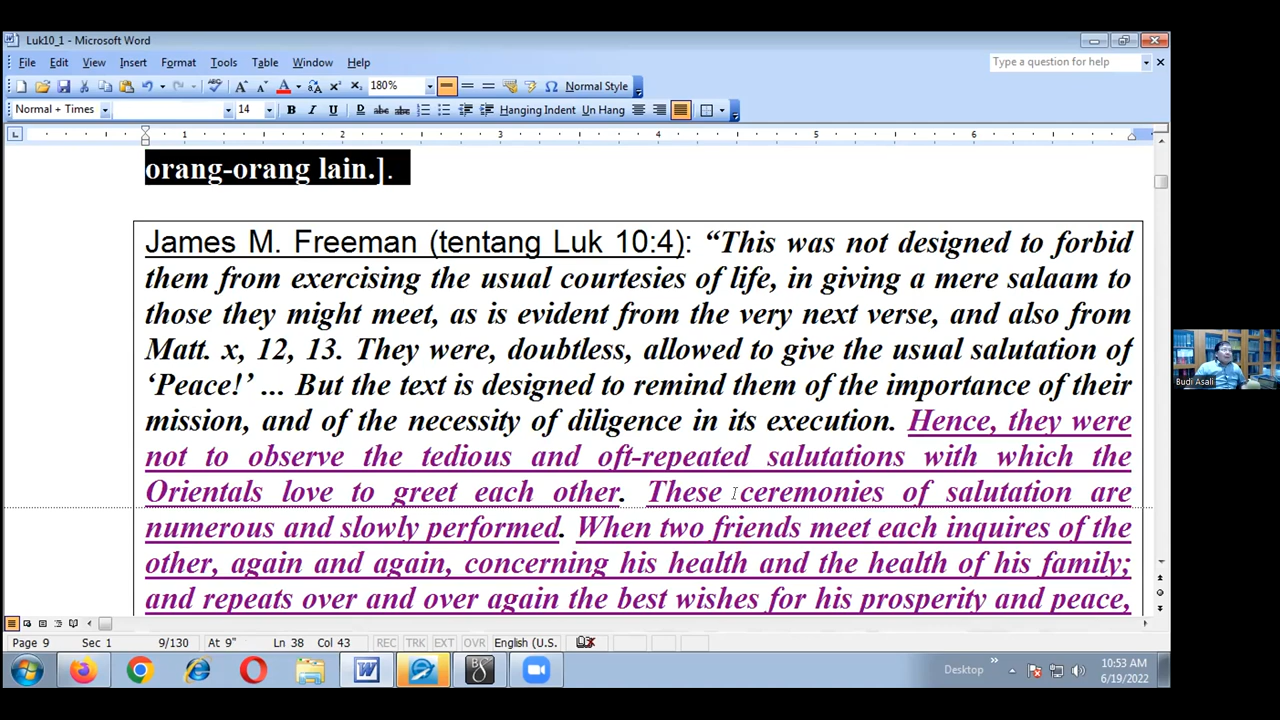 Luk10_1 - Microsoft Word
File Edit View Insert Format Tools Table Window Help
Type a question for help
180% Normal Style
Normal + Times 14 B I U Hanging Indent Un Hang
1 2 3 4 5 6
orang-orang lain.].
James M. Freeman (tentang Luk 10:4): “This was not designed to forbid
them from exercising the usual courtesies of life, in giving a mere salaam to
those they might meet, as is evident from the very next verse, and also from
Matt. x, 12, 13. They were, doubtless, allowed to give the usual salutation of
‘Peace!’ ... But the text is designed to remind them of the importance of their
mission, and of the necessity of diligence in its execution. Hence, they were
not to observe the tedious and oft-repeated salutations with which the
Orientals love to greet each other. These ceremonies of salutation are
numerous and slowly performed. When two friends meet each inquires of the
other, again and again, concerning his health and the health of his family;
and repeats over and over again the best wishes for his prosperity and peace,
Budi Asali
Page 9 Sec 1 9/130 At 9" Ln 38 Col 43 REC TRK EXT OVR English (U.S.
Desktop
10:53 AM
6/19/2022